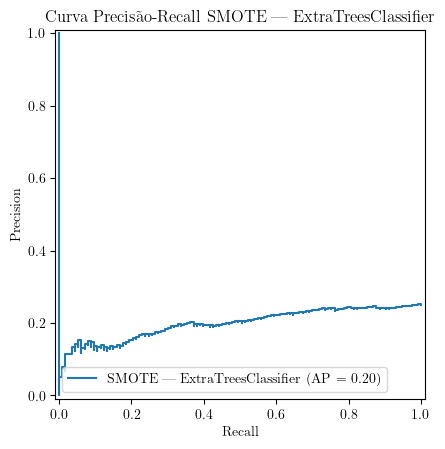 Curva Precisão-Recall SMOTE — ExtraTreesClassifier
1.0
0.8
0.6
0.4
0.2
0.0
Precision
SMOTE — ExtraTreesClassifier (AP = 0.20)
0.0 0.2 0.4 0.6 0.8 1.0
Recall